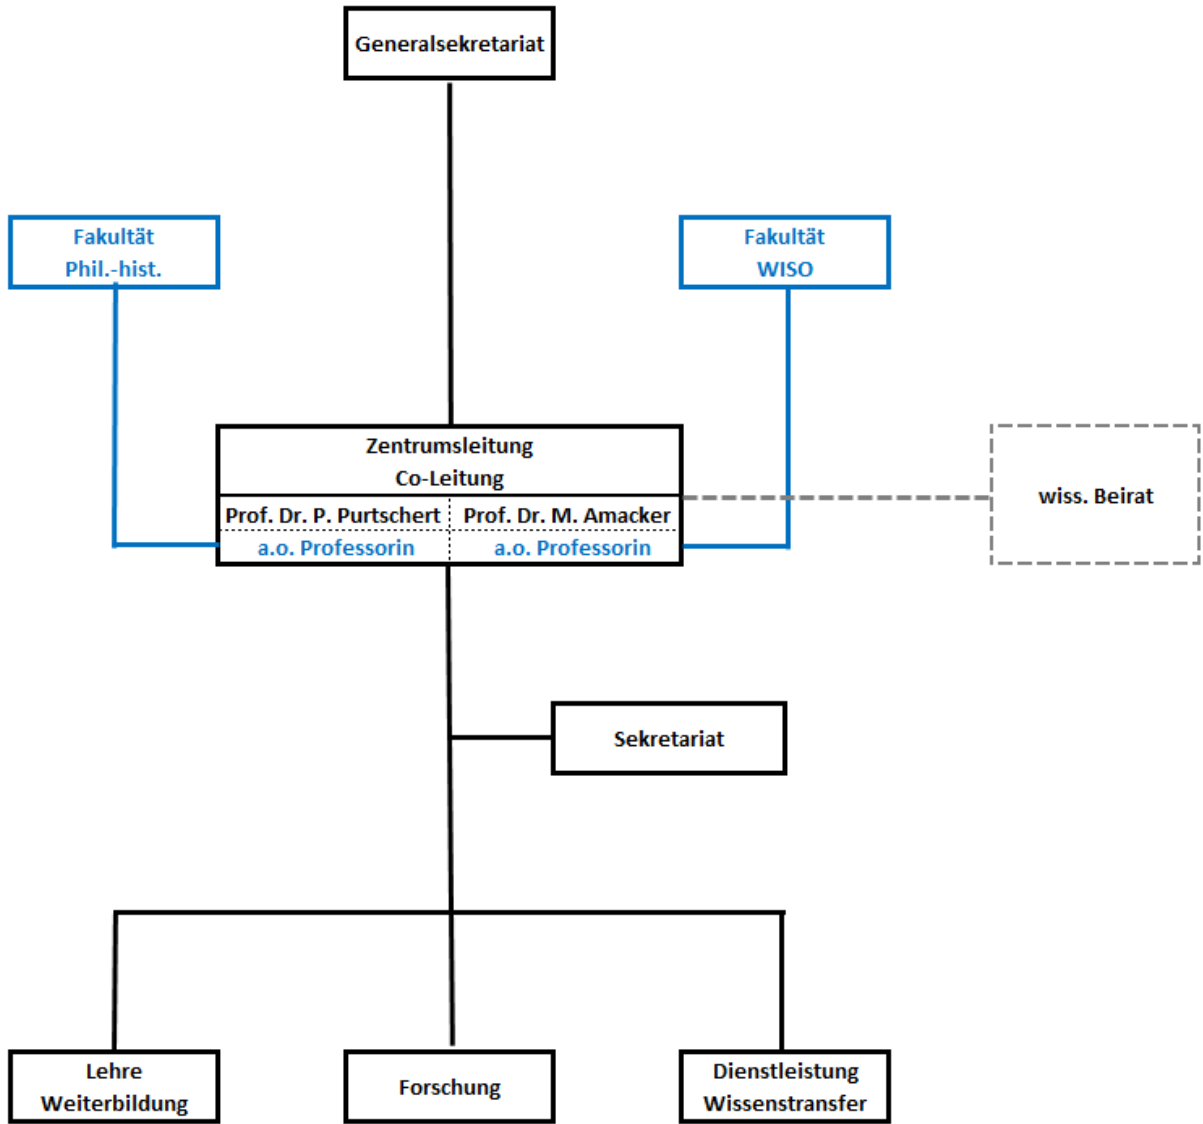 Generalsekretariat
Fakultät
Phil.-hist.
Fakultät
WISO
Zentrumsleitung
Co-Leitung
Prof. Dr. P. Purtschert
Prof. Dr. M. Amacker
a.o. Professorin
a.o. Professorin
wiss. Beirat
Sekretariat
Lehre
Weiterbildung
Forschung
Dienstleistung
Wissenstransfer